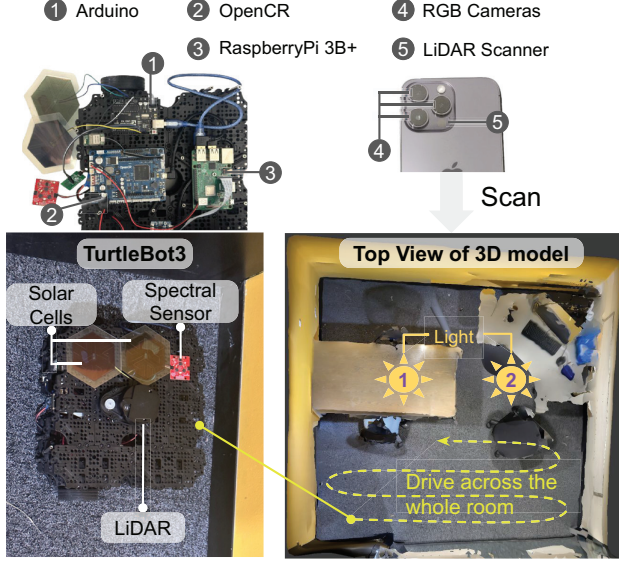 1 Arduino
2 OpenCR
4 RGB Cameras
3 RaspberryPi 3B+
5 LiDAR Scanner
1
2
3
4
5
Scan
TurtleBot3
Solar
Cells
Spectral
Sensor
LiDAR
Top View of 3D model
Light
1
2
Drive across the
whole room